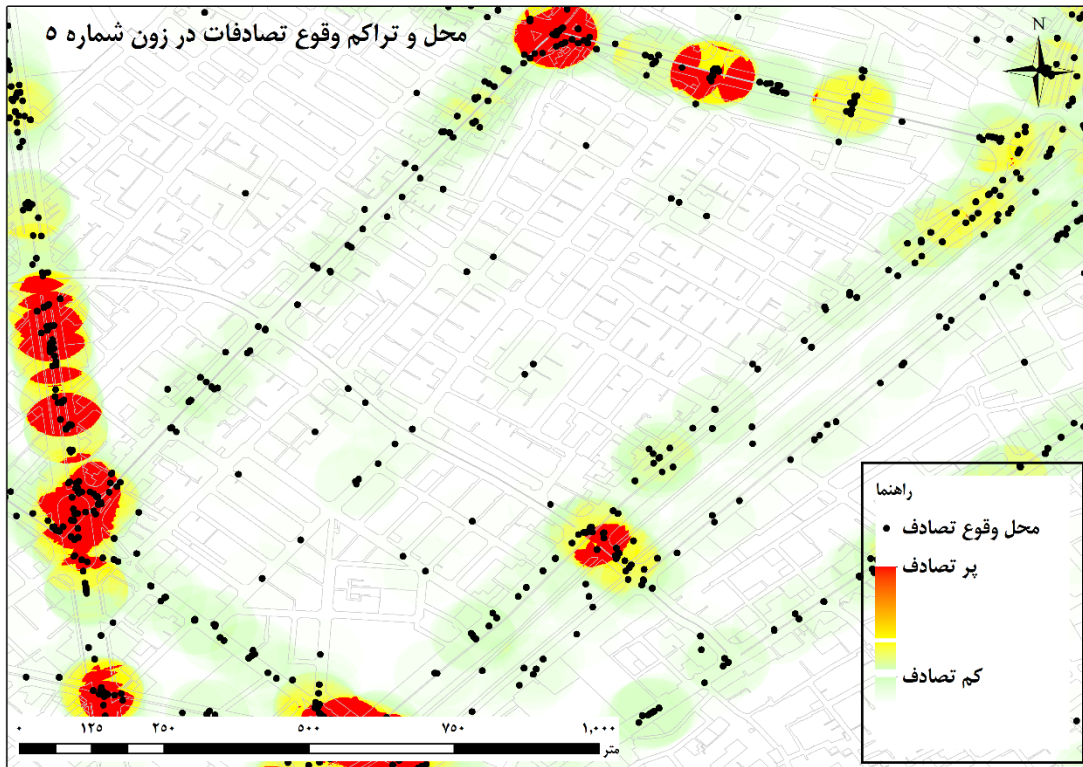 محل و تراکم وقوع تصادفات در زون شماره ۵
N
راهنما
محل وقوع تصادف
پر تصادف
کم تصادف
۰ ۱۲۵ ۲۵۰ ۵۰۰ ۷۵۰ ۱,۰۰۰
متر